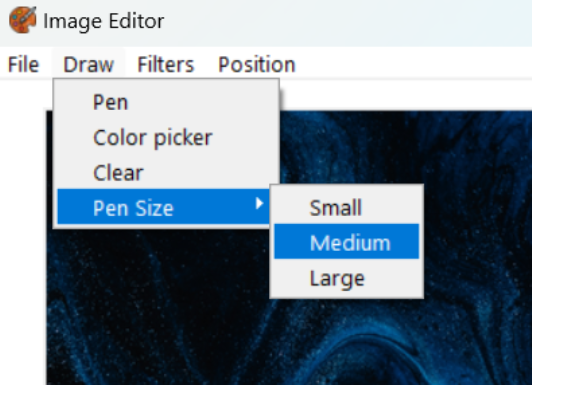 Image Editor
File Draw Filters Position
Pen
Color picker
Clear
Pen Size
Small
Medium
Large